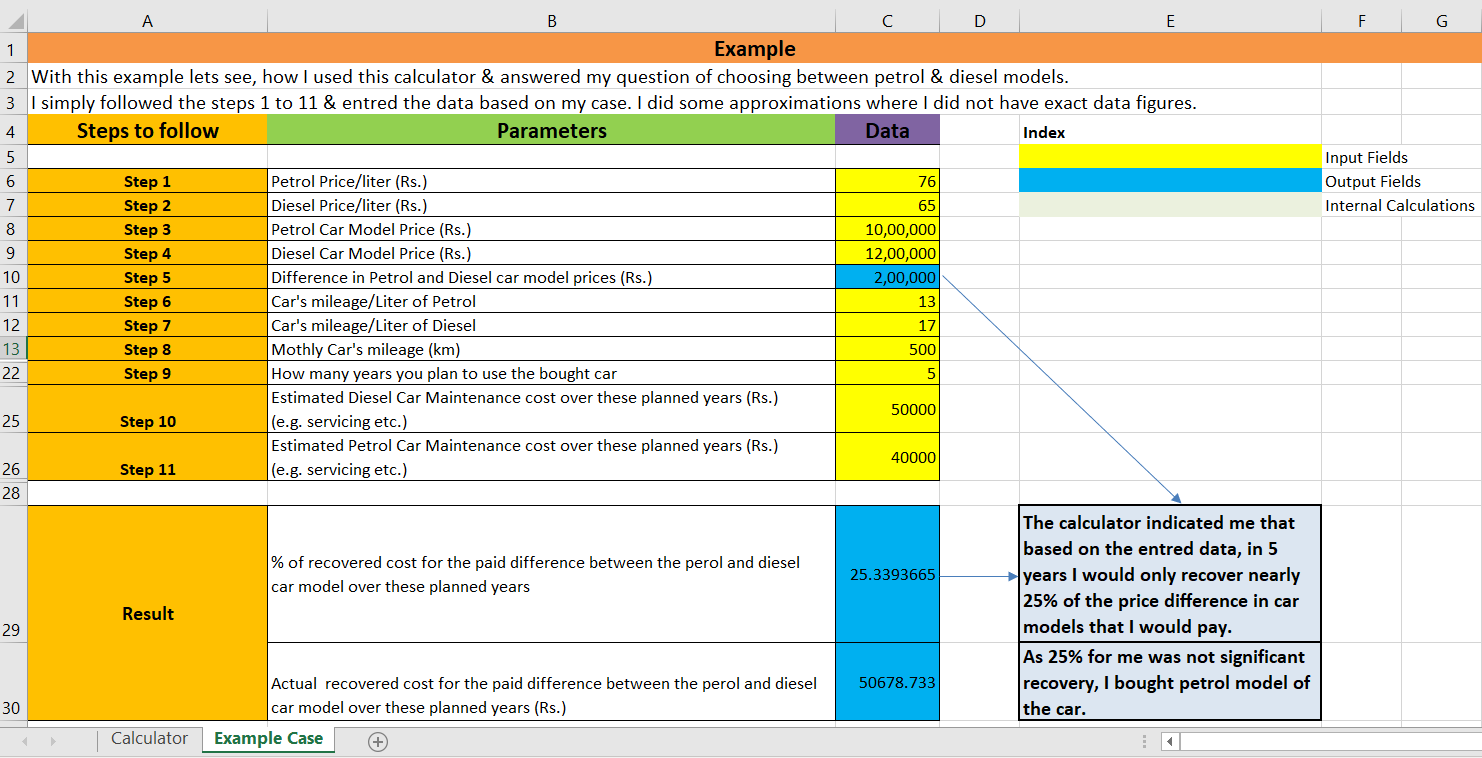 A B C D E F G
1 Example
2 With this example lets see, how I used this calculator & answered my question of choosing between petrol & diesel models.
3 I simply followed the steps 1 to 11 & entred the data based on my case. I did some approximations where I did not have exact data figures.
4 Steps to follow Parameters Data Index
5 Input Fields
6 Step 1 Petrol Price/liter (Rs.) 76 Output Fields
7 Step 2 Diesel Price/liter (Rs.) 65 Internal Calculations
8 Step 3 Petrol Car Model Price (Rs.) 10,00,000
9 Step 4 Diesel Car Model Price (Rs.) 12,00,000
10 Step 5 Difference in Petrol and Diesel car model prices (Rs.) 2,00,000
11 Step 6 Car's mileage/Liter of Petrol 13
12 Step 7 Car's mileage/Liter of Diesel 17
13 Step 8 Mothly Car's mileage (km) 500
22 Step 9 How many years you plan to use the bought car 5
25 Step 10 Estimated Diesel Car Maintenance cost over these planned years (Rs.)
(e.g. servicing etc.) 50000
26 Step 11 Estimated Petrol Car Maintenance cost over these planned years (Rs.)
(e.g. servicing etc.) 40000
28
29 Result
% of recovered cost for the paid difference between the perol and diesel
car model over these planned years
25.3393665
The calculator indicated me that
based on the entred data, in 5
years I would only recover nearly
25% of the price difference in car
models that I would pay.
30 Actual recovered cost for the paid difference between the perol and diesel
car model over these planned years (Rs.)
50678.733
As 25% for me was not significant
recovery, I bought petrol model of
the car.
Calculator Example Case